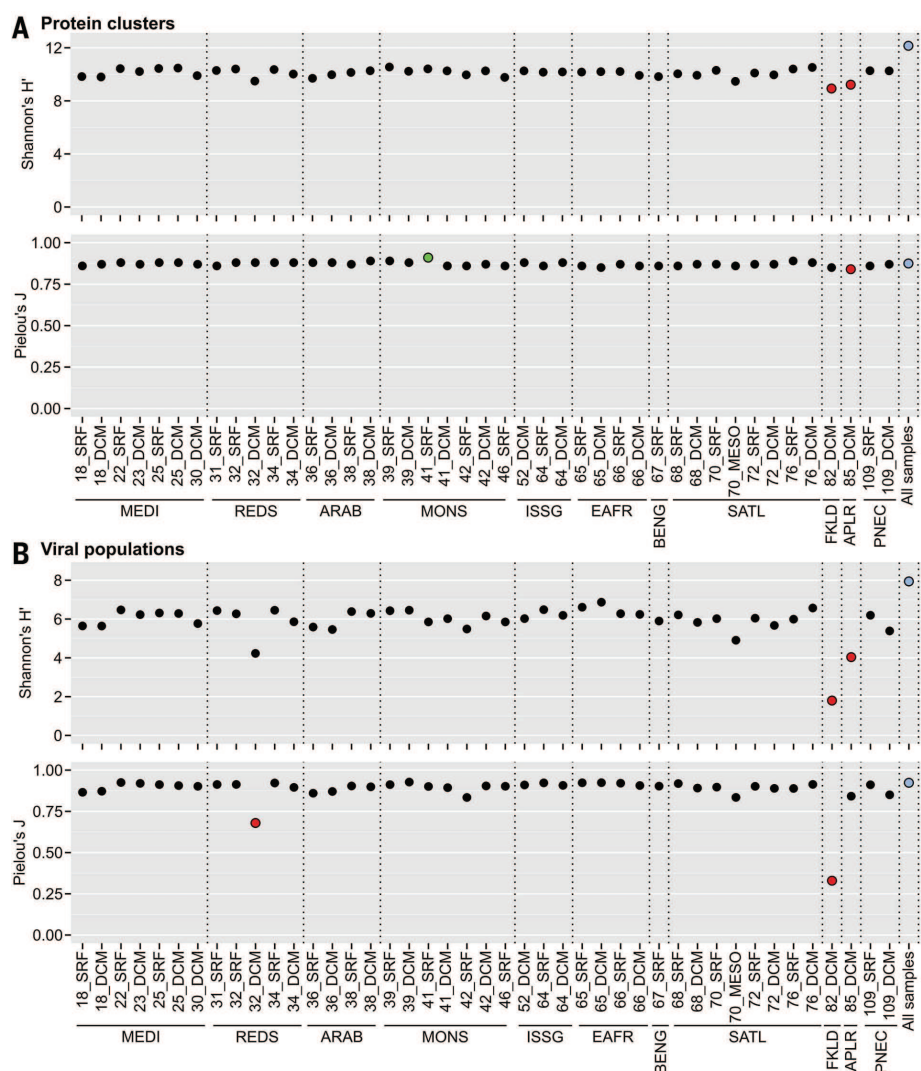 A Protein clusters
Shannon's H'
12
8
4
0
Pielou's J
1.00
0.75
0.50
0.25
0.00
18_SRF
18_DCM
22_SRF
23_DCM
25_SRF
25_DCM
30_DCM
31_SRF
32_SRF
32_DCM
34_SRF
34_DCM
36_SRF
36_DCM
38_SRF
38_DCM
39_SRF
39_DCM
41_SRF
41_DCM
42_SRF
42_DCM
46_SRF
52_DCM
64_SRF
64_DCM
65_SRF
65_DCM
66_SRF
66_DCM
67_SRF
68_SRF
68_DCM
70_SRF
70_MESO
72_SRF
72_DCM
76_SRF
76_DCM
82_DCM
85_DCM
109_SRF
109_DCM
All samples
MEDI
REDS
ARAB
MONS
ISSG
EAFR
BENG
SATL
FKLD
APLR
PNEC
B Viral populations
Shannon's H'
8
6
4
2
0
Pielou's J
1.00
0.75
0.50
0.25
0.00
18_SRF
18_DCM
22_SRF
23_DCM
25_SRF
25_DCM
30_DCM
31_SRF
32_SRF
32_DCM
34_SRF
34_DCM
36_SRF
36_DCM
38_SRF
38_DCM
39_SRF
39_DCM
41_SRF
41_DCM
42_SRF
42_DCM
46_SRF
52_DCM
64_SRF
64_DCM
65_SRF
65_DCM
66_SRF
66_DCM
67_SRF
68_SRF
68_DCM
70_SRF
70_MESO
72_SRF
72_DCM
76_SRF
76_DCM
82_DCM
85_DCM
109_SRF
109_DCM
All samples
MEDI
REDS
ARAB
MONS
ISSG
EAFR
BENG
SATL
FKLD
APLR
PNEC